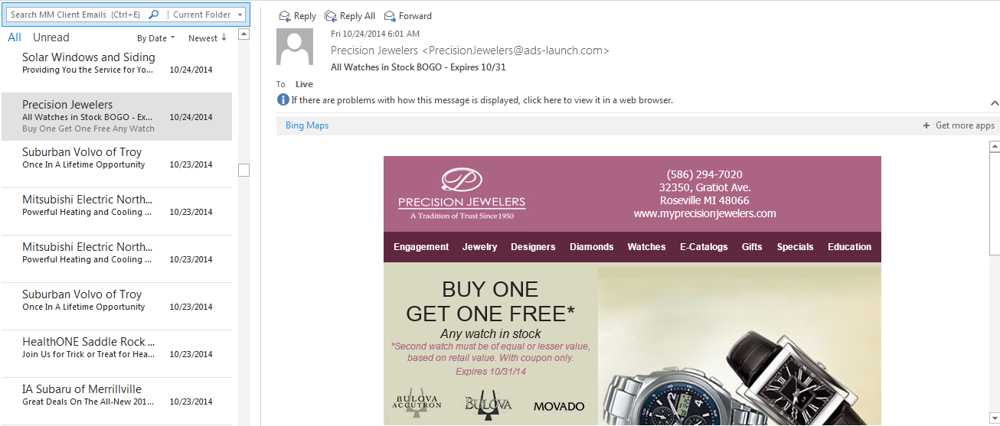 Search MM Client Emails (Ctrl+E)
Current Folder
All Unread By Date Newest
Solar Windows and Siding
Providing You the Service for Yo... 10/24/2014
Precision Jewelers
All Watches in Stock BOGO - Ex... 10/24/2014
Buy One Get One Free Any Watch
Suburban Volvo of Troy
Once In A Lifetime Opportunity 10/23/2014
Mitsubishi Electric North...
Powerful Heating and Cooling ... 10/23/2014
Mitsubishi Electric North...
Powerful Heating and Cooling ... 10/23/2014
Suburban Volvo of Troy
Once In A Lifetime Opportunity 10/23/2014
HealthONE Saddle Rock ...
Join Us for Trick or Treat for Hea... 10/23/2014
IA Subaru of Merrillville
Great Deals On The All-New 201... 10/23/2014
Reply Reply All Forward
Fri 10/24/2014 6:01 AM
Precision Jewelers <PrecisionJewelers@ads-launch.com>
All Watches in Stock BOGO - Expires 10/31
To Live
If there are problems with how this message is displayed, click here to view it in a web browser.
Bing Maps + Get more apps
P
PRECISION JEWELERS
A Tradition of Trust Since 1950
(586) 294-7020
32350, Gratiot Ave.
Roseville MI 48066
www.myprecisionjewelers.com
Engagement Jewelry Designers Diamonds Watches E-Catalogs Gifts Specials Education
BUY ONE
GET ONE FREE*
Any watch in stock
*Second watch must be of equal or lesser value,
based on retail value. With coupon only.
Expires 10/31/14
BULOVA
ACCUTRON
BULOVA
MOVADO